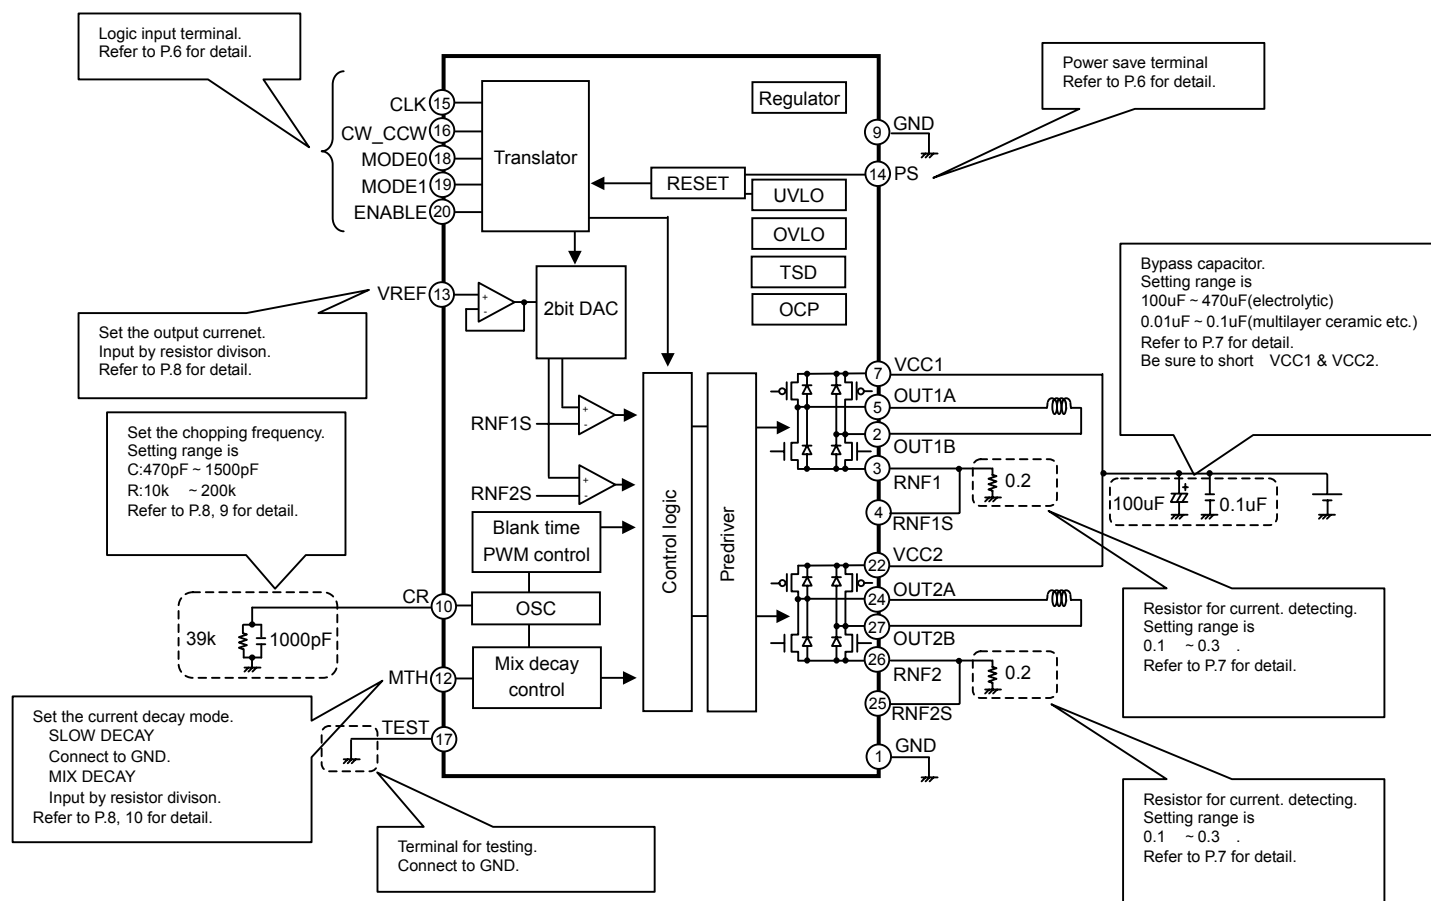 Logic input terminal.
Refer to P.6 for detail.
Power save terminal
Refer to P.6 for detail.
Regulator
CLK 15
CW_CCW 16
MODE0 18
MODE1 19
ENABLE 20
Translator
9 GND
14 PS
RESET
UVLO
OVLO
TSD
OCP
VREF 13
+
-
2bit DAC
Set the output currenet.
Input by resistor divison.
Refer to P.8 for detail.
Bypass capacitor.
Setting range is
100uF ~ 470uF(electrolytic)
0.01uF ~ 0.1uF(multilayer ceramic etc.)
Refer to P.7 for detail.
Be sure to short VCC1 & VCC2.
Set the chopping frequency.
Setting range is
C:470pF ~ 1500pF
R:10k ~ 200k
Refer to P.8, 9 for detail.
RNF1S
+
-
RNF2S
+
-
Blank time
PWM control
OSC
Mix decay
control
Control logic
Predriver
7 VCC1
5 OUT1A
2
OUT1B
3
RNF1
4
RNF1S
0.2
100uF
+
0.1uF
22 VCC2
24 OUT2A
27
OUT2B
26
RNF2
25
RNF2S
0.2
1 GND
CR 10
39k
1000pF
MTH 12
TEST 17
Set the current decay mode.
SLOW DECAY
Connect to GND.
MIX DECAY
Input by resistor divison.
Refer to P.8, 10 for detail.
Terminal for testing.
Connect to GND.
Resistor for current. detecting.
Setting range is
0.1 ~ 0.3 .
Refer to P.7 for detail.
Resistor for current. detecting.
Setting range is
0.1 ~ 0.3 .
Refer to P.7 for detail.